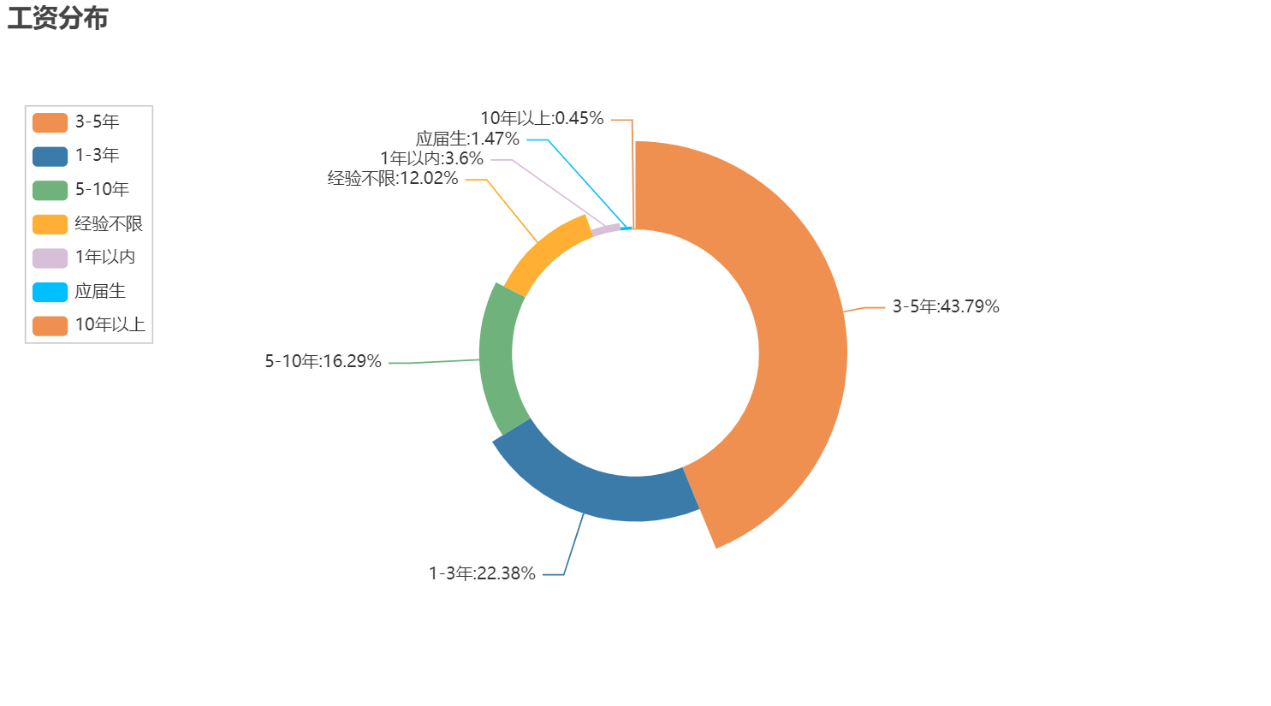 工资分布
3-5年
1-3年
5-10年
经验不限
1年以内
应届生
10年以上
10年以上:0.45%
应届生:1.47%
1年以内:3.6%
经验不限:12.02%
3-5年:43.79%
5-10年:16.29%
1-3年:22.38%